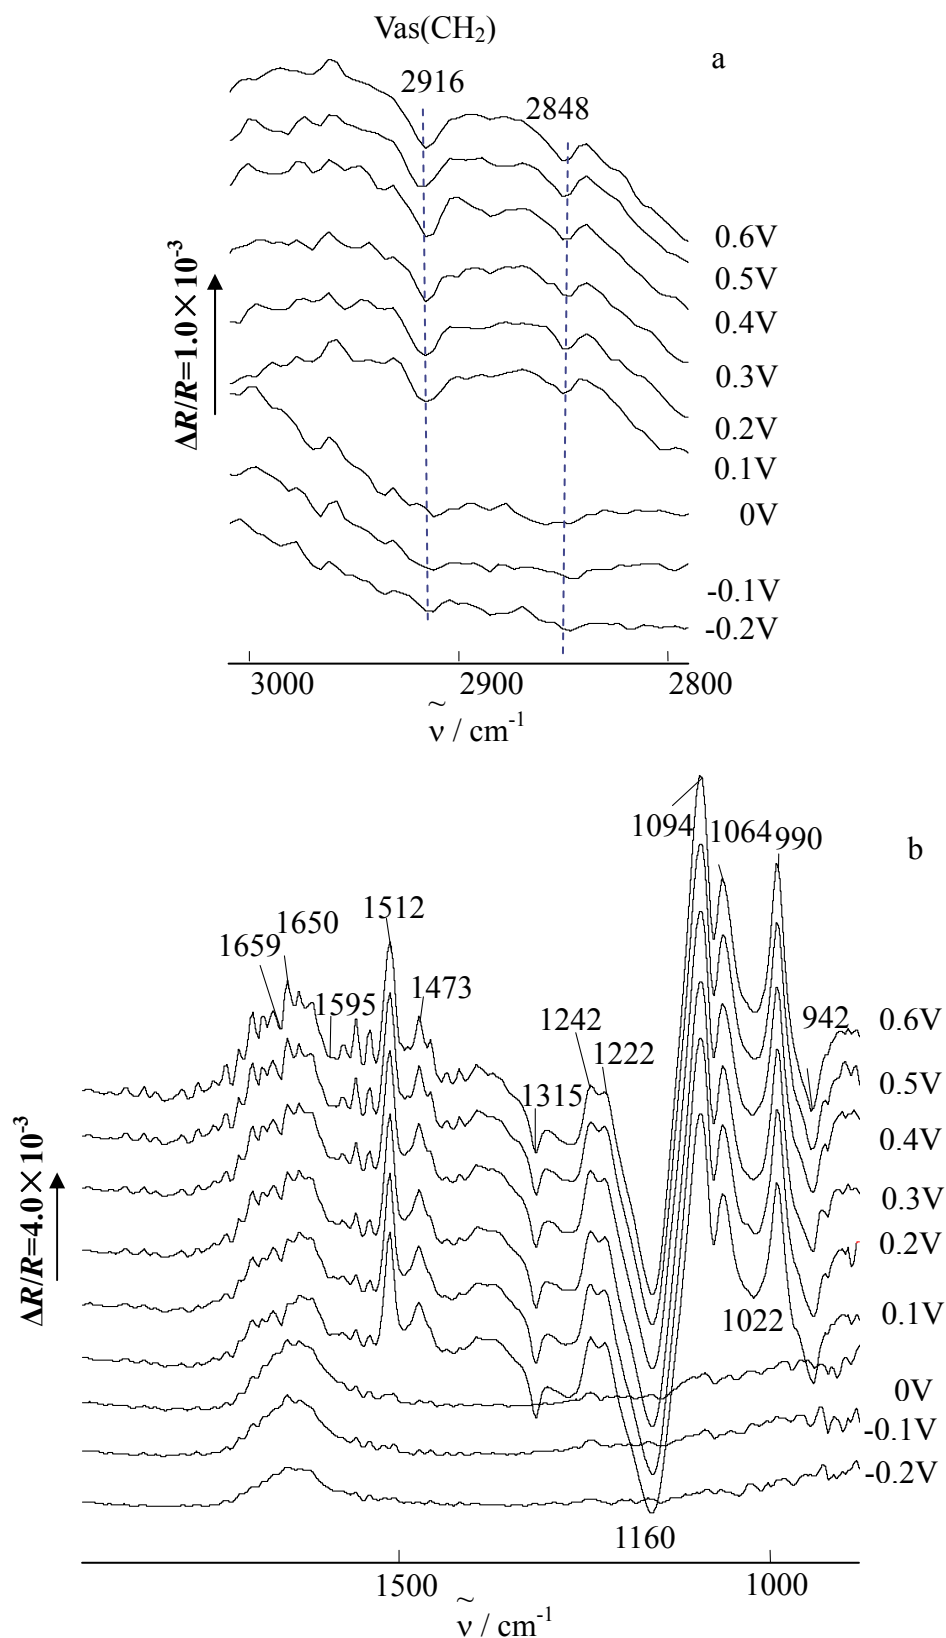 Vas(CH₂)
a
2916
2848
0.6V
0.5V
0.4V
0.3V
0.2V
0.1V
0V
-0.1V
-0.2V
ΔR/R=1.0×10⁻³
3000 2900 2800
ṽ / cm⁻¹
b
1094 1064 990
1512
1650
1659
1595 1473
1242
1222
1315
942
0.6V
0.5V
0.4V
0.3V
0.2V
0.1V
0V
-0.1V
-0.2V
1022
1160
ΔR/R=4.0×10⁻³
1500 1000
ṽ / cm⁻¹